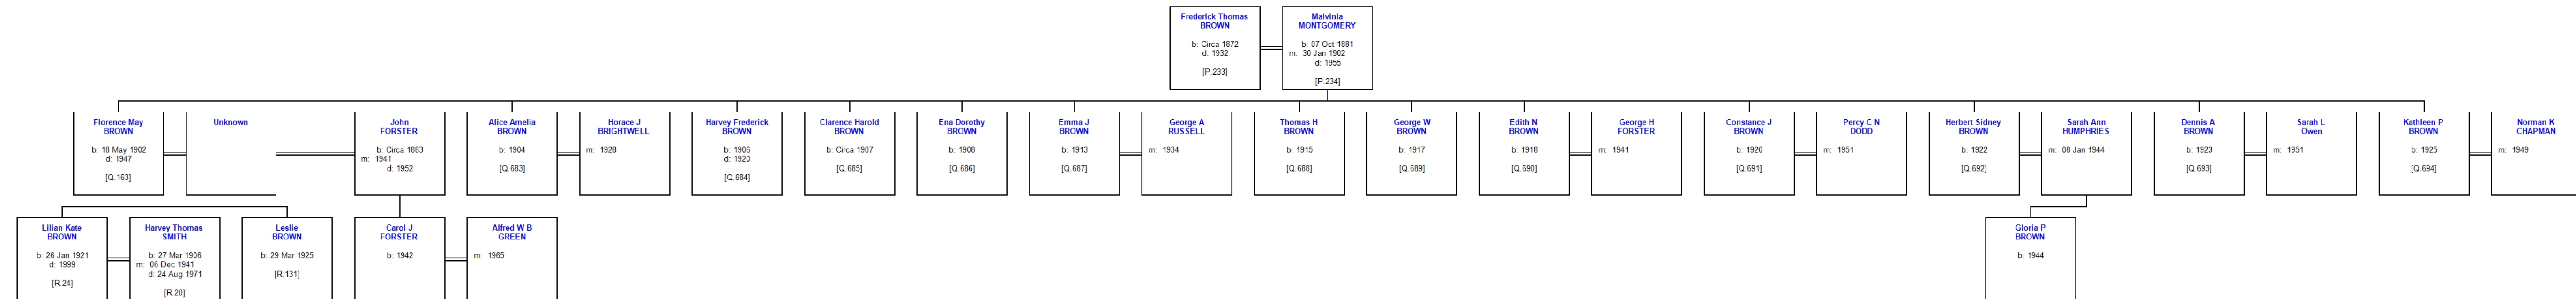 Frederick Thomas
BROWN
b: Circa 1872
d: 1932
[P.233]
Malvinia
MONTGOMERY
b: 07 Oct 1881
m: 30 Jan 1902
d: 1955
[P.234]
Florence May
BROWN
b: 18 May 1902
d: 1947
[Q.163]
Unknown
John
FORSTER
b: Circa 1883
m: 1941
d: 1952
Alice Amelia
BROWN
b: 1904
[Q.683]
Horace J
BRIGHTWELL
m: 1928
Harvey Frederick
BROWN
b: 1906
d: 1920
[Q.684]
Clarence Harold
BROWN
b: Circa 1907
[Q.685]
Ena Dorothy
BROWN
b: 1908
[Q.686]
Emma J
BROWN
b: 1913
[Q.687]
George A
RUSSELL
m: 1934
Thomas H
BROWN
b: 1915
[Q.688]
George W
BROWN
b: 1917
[Q.689]
Edith N
BROWN
b: 1918
[Q.690]
George H
FORSTER
m: 1941
Constance J
BROWN
b: 1920
[Q.691]
Percy C N
DODD
m: 1951
Herbert Sidney
BROWN
b: 1922
[Q.692]
Sarah Ann
HUMPHRIES
m: 08 Jan 1944
Dennis A
BROWN
b: 1923
[Q.693]
Sarah L
Owen
m: 1951
Kathleen P
BROWN
b: 1925
[Q.694]
Norman K
CHAPMAN
m: 1949
Lilian Kate
BROWN
b: 26 Jan 1921
d: 1999
[R.24]
Harvey Thomas
SMITH
b: 27 Mar 1906
m: 06 Dec 1941
d: 24 Aug 1971
[R.20]
Leslie
BROWN
b: 29 Mar 1925
[R.131]
Carol J
FORSTER
b: 1942
Alfred W B
GREEN
m: 1965
Gloria P
BROWN
b: 1944